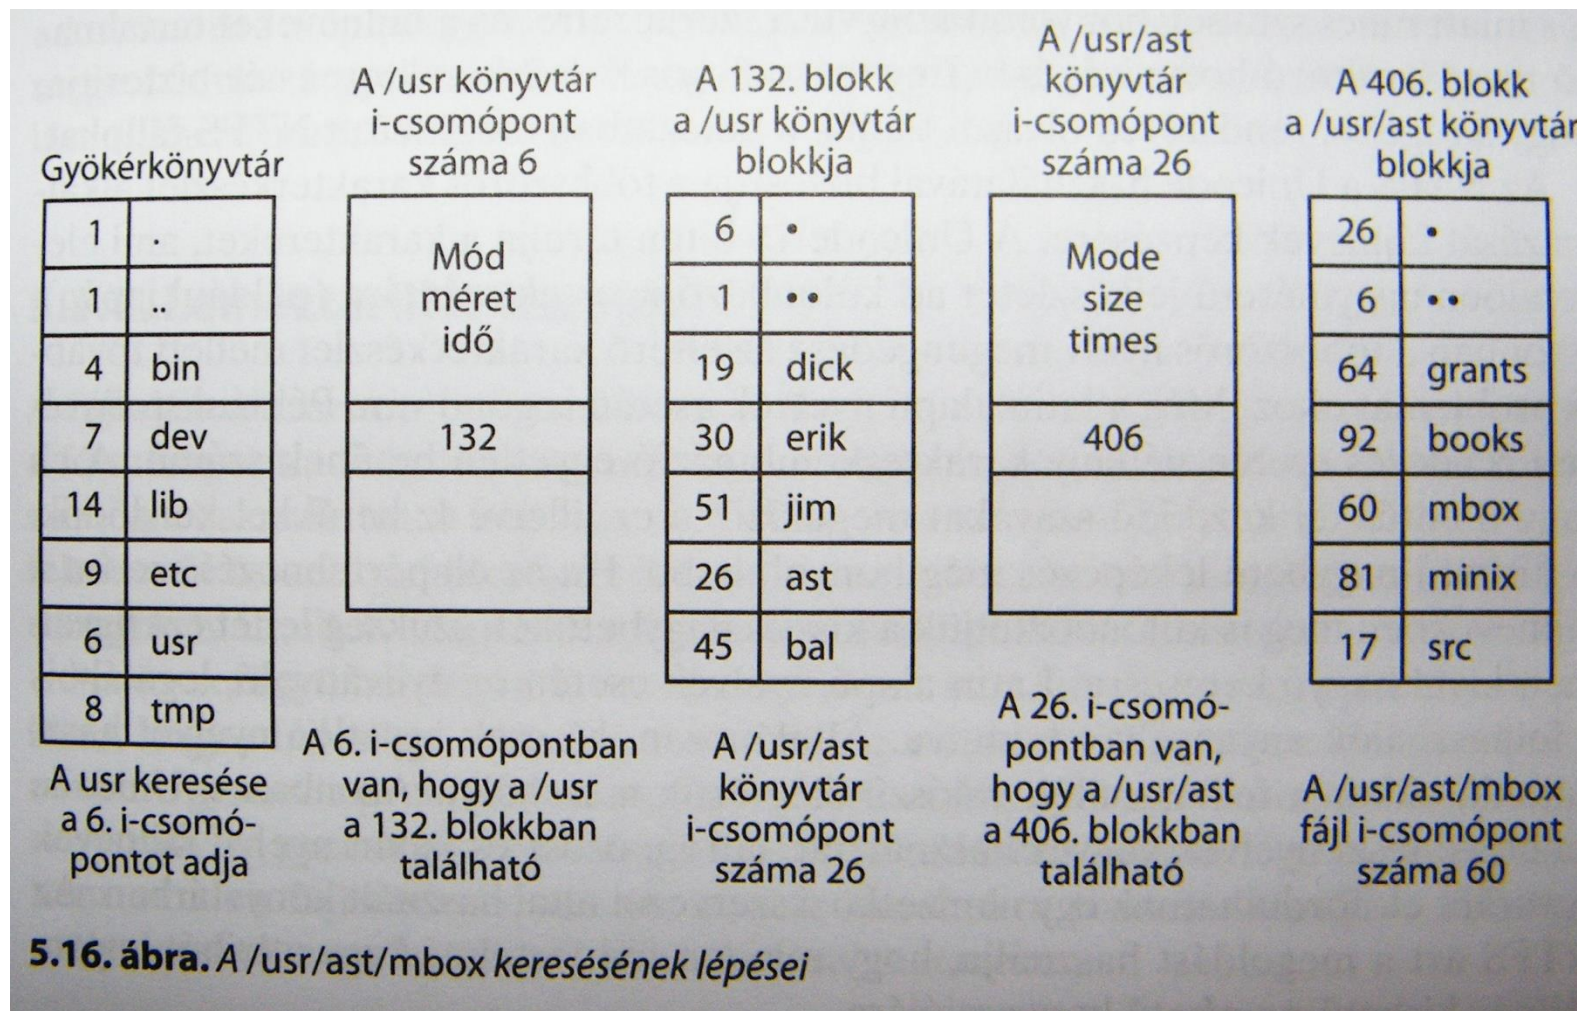 Gyökérkönyvtár
1 .
1 ..
4 bin
7 dev
14 lib
9 etc
6 usr
8 tmp
A usr keresése
a 6. i-csomó-
pontot adja
A /usr könyvtár
i-csomópont
száma 6
Mód
méret
idő
132
A 6. i-csomópontban
van, hogy a /usr
a 132. blokkban
található
A 132. blokk
a /usr könyvtár
blokkja
6 •
1 ••
19 dick
30 erik
51 jim
26 ast
45 bal
A /usr/ast
könyvtár
i-csomópont
száma 26
A /usr/ast
könyvtár
i-csomópont
száma 26
Mode
size
times
406
A 26. i-csomó-
pontban van,
hogy a /usr/ast
a 406. blokkban
található
A 406. blokk
a /usr/ast könyvtár
blokkja
26 •
6 ••
64 grants
92 books
60 mbox
81 minix
17 src
A /usr/ast/mbox
fájl i-csomópont
száma 60
5.16. ábra. A /usr/ast/mbox keresésének lépései